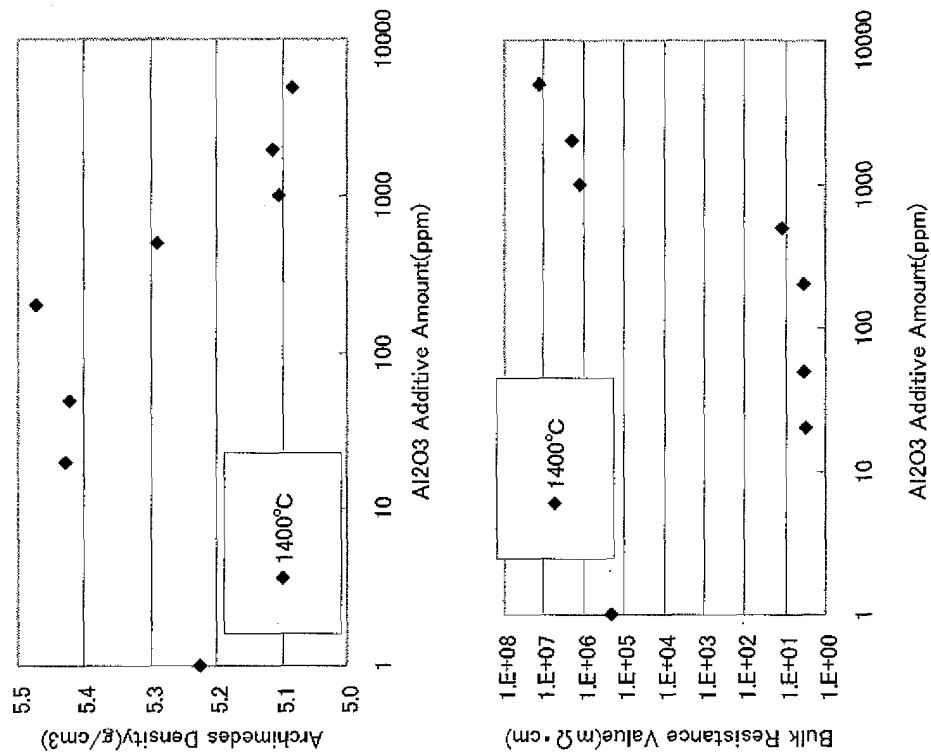 Archimedes Density(g/cm3)
5.5
5.4
5.3
5.2
5.1
5.0
1
10
100
1000
10000
Al2O3 Additive Amount(ppm)
1400°C
Bulk Resistance Value(mΩ·cm)
1.E+08
1.E+07
1.E+06
1.E+05
1.E+04
1.E+03
1.E+02
1.E+01
1.E+00
1
10
100
1000
10000
Al2O3 Additive Amount(ppm)
1400°C